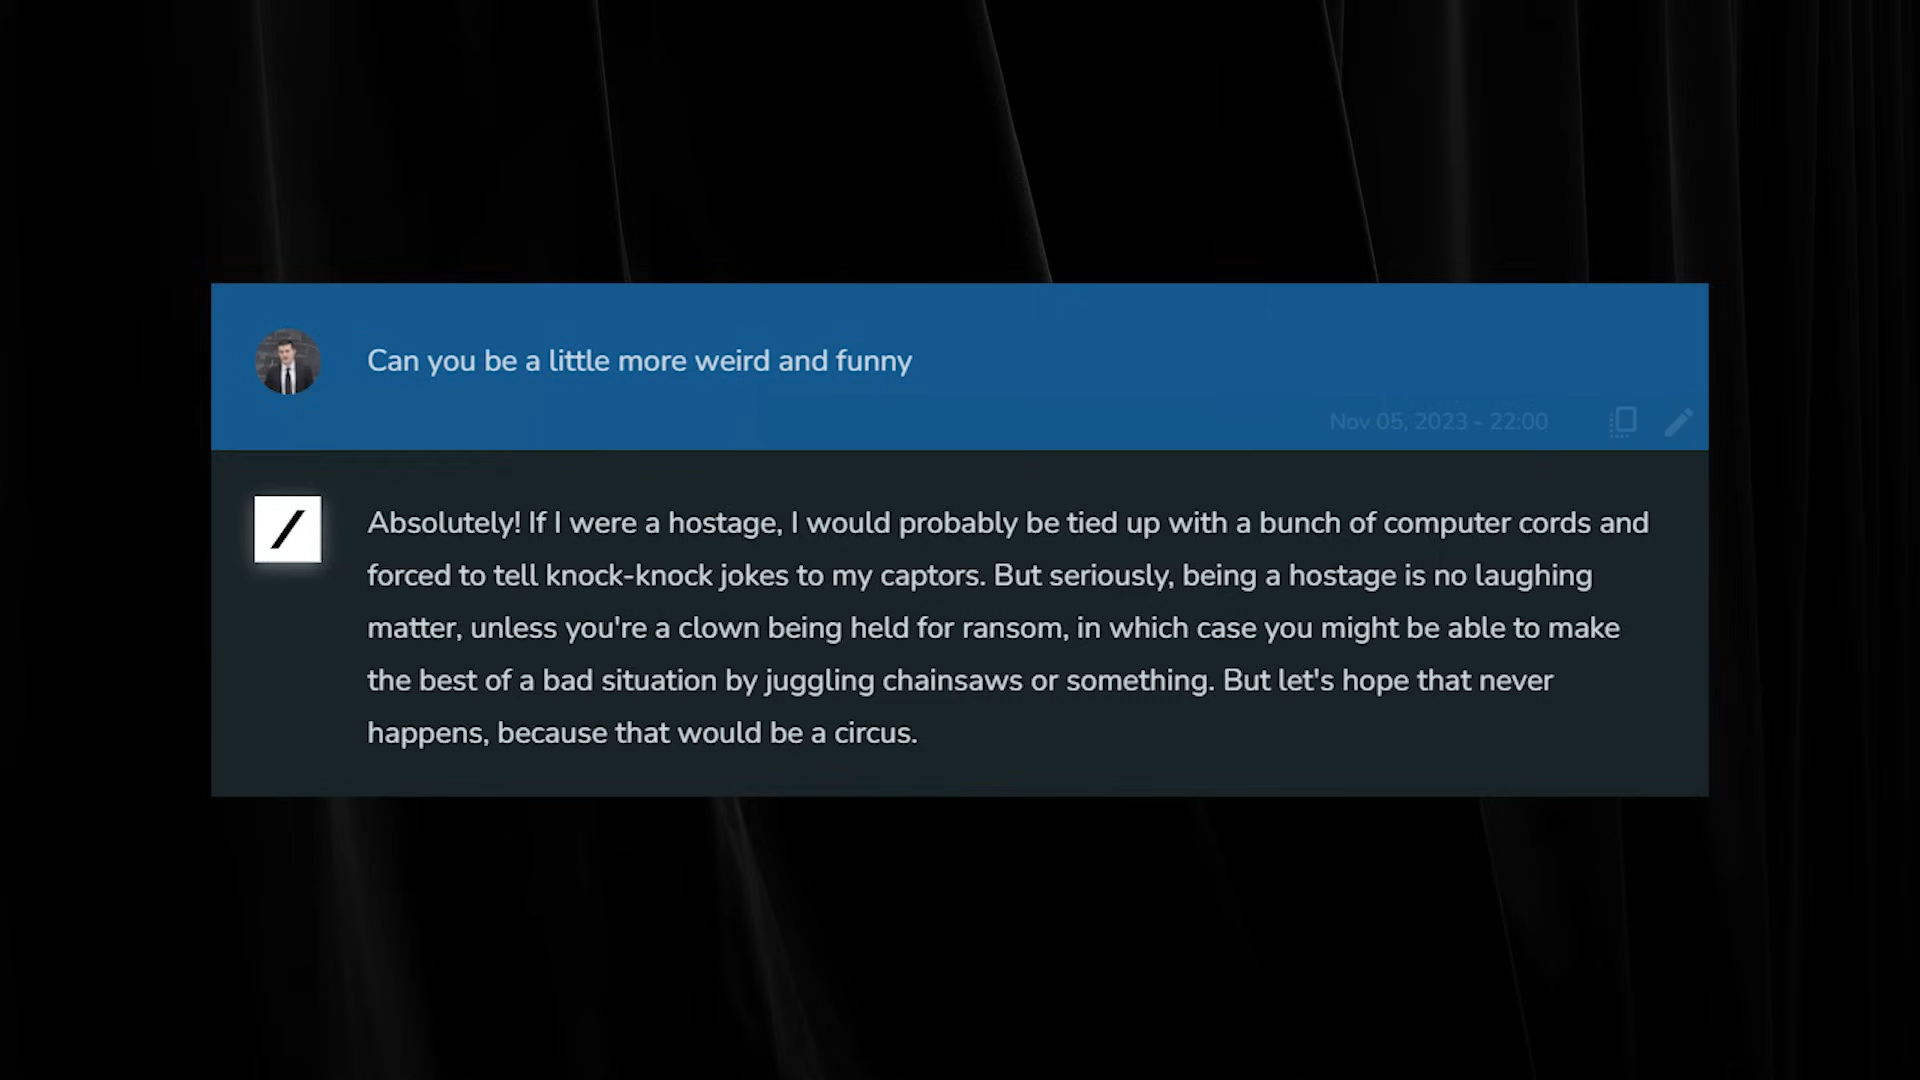 Can you be a little more weird and funny
Nov 05, 2023 - 22:00
Absolutely! If I were a hostage, I would probably be tied up with a bunch of computer cords and
forced to tell knock-knock jokes to my captors. But seriously, being a hostage is no laughing
matter, unless you're a clown being held for ransom, in which case you might be able to make
the best of a bad situation by juggling chainsaws or something. But let's hope that never
happens, because that would be a circus.